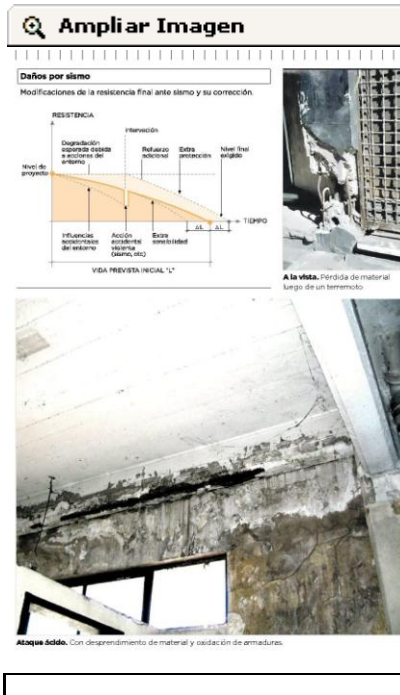 Ampliar Imagen
Daños por sismo
Modificaciones de la resistencia final ante sismo y su corrección.
RESISTENCIA
Intervención
Degradación
esperada debida
a acciones del
entorno
Refuerzo
adicional
Extra
protección
Nivel final
exigido
Nivel de
proyecto
TIEMPO
ΔL
ΔL
Influencias
accidentales
del entorno
Acción
accidental
violenta
(sismo, etc)
Extra
sensibilidad
VIDA PREVISTA INICIAL "L"
A la vista. Pérdida de material
luego de un terremoto.
Ataque ácido. Con desprendimiento de material y oxidación de armaduras.